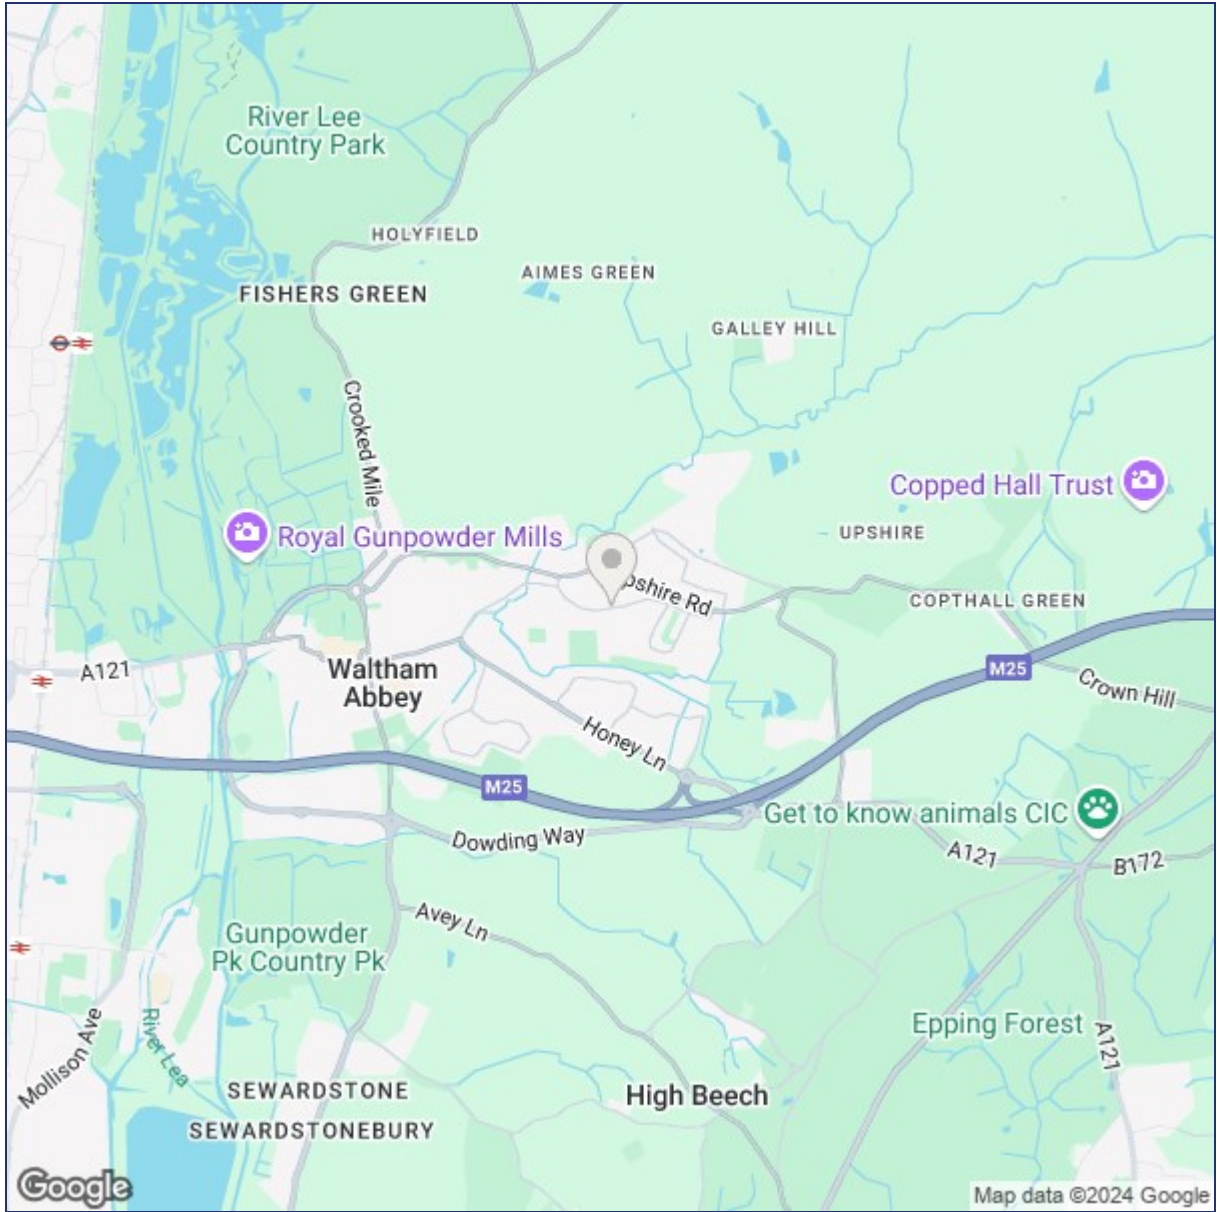 River Lee
Country Park
HOLYFIELD
AIMES GREEN
FISHERS GREEN
GALLEY HILL
Crooked Mile
Copped Hall Trust
Royal Gunpowder Mills
UPSHIRE
pshire Rd
COPTHALL GREEN
A121
Waltham
Abbey
M25
Crown Hill
Honey Ln
M25
Get to know animals CIC
Dowding Way
A121
B172
Avey Ln
Gunpowder
Pk Country Pk
River Lea
Mollison Ave
Epping Forest
A121
SEWARDSTONE
High Beech
SEWARDSTONEBURY
Google
Map data ©2024 Google